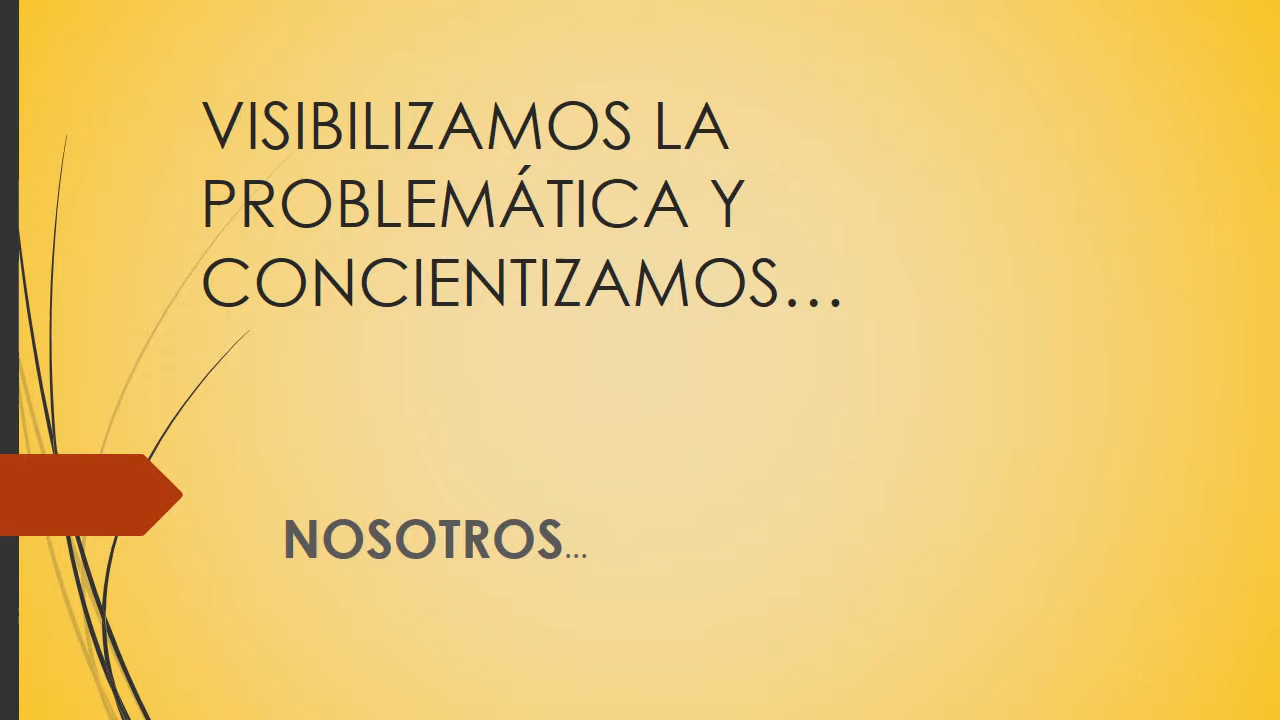 VISIBILIZAMOS LA
PROBLEMÁTICA Y
CONCIENTIZAMOS…
NOSOTROS…